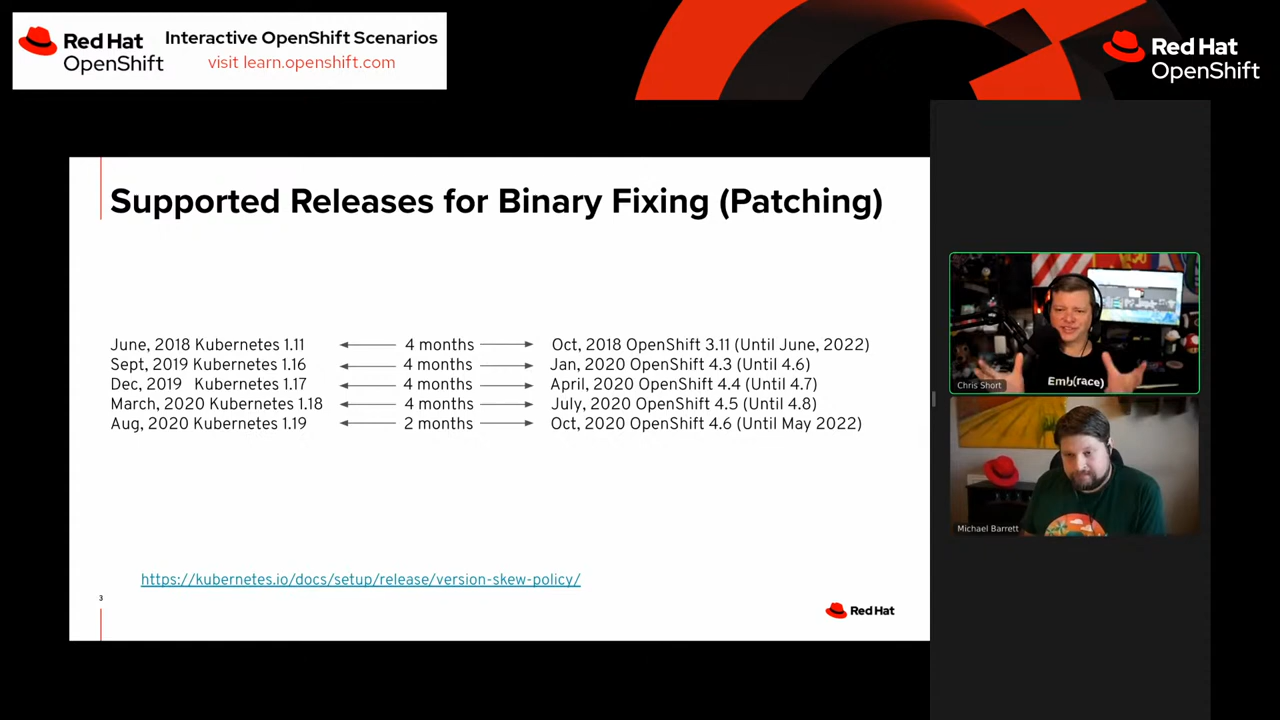 Red Hat
OpenShift
Interactive OpenShift Scenarios
visit learn.openshift.com
Red Hat
OpenShift
Supported Releases for Binary Fixing (Patching)
June, 2018 Kubernetes 1.11 4 months Oct, 2018 OpenShift 3.11 (Until June, 2022)
Sept, 2019 Kubernetes 1.16 4 months Jan, 2020 OpenShift 4.3 (Until 4.6)
Dec, 2019 Kubernetes 1.17 4 months April, 2020 OpenShift 4.4 (Until 4.7)
March, 2020 Kubernetes 1.18 4 months July, 2020 OpenShift 4.5 (Until 4.8)
Aug, 2020 Kubernetes 1.19 2 months Oct, 2020 OpenShift 4.6 (Until May 2022)
https://kubernetes.io/docs/setup/release/version-skew-policy/
3
Red Hat
Emb(race)
Chris Short
Michael Barrett